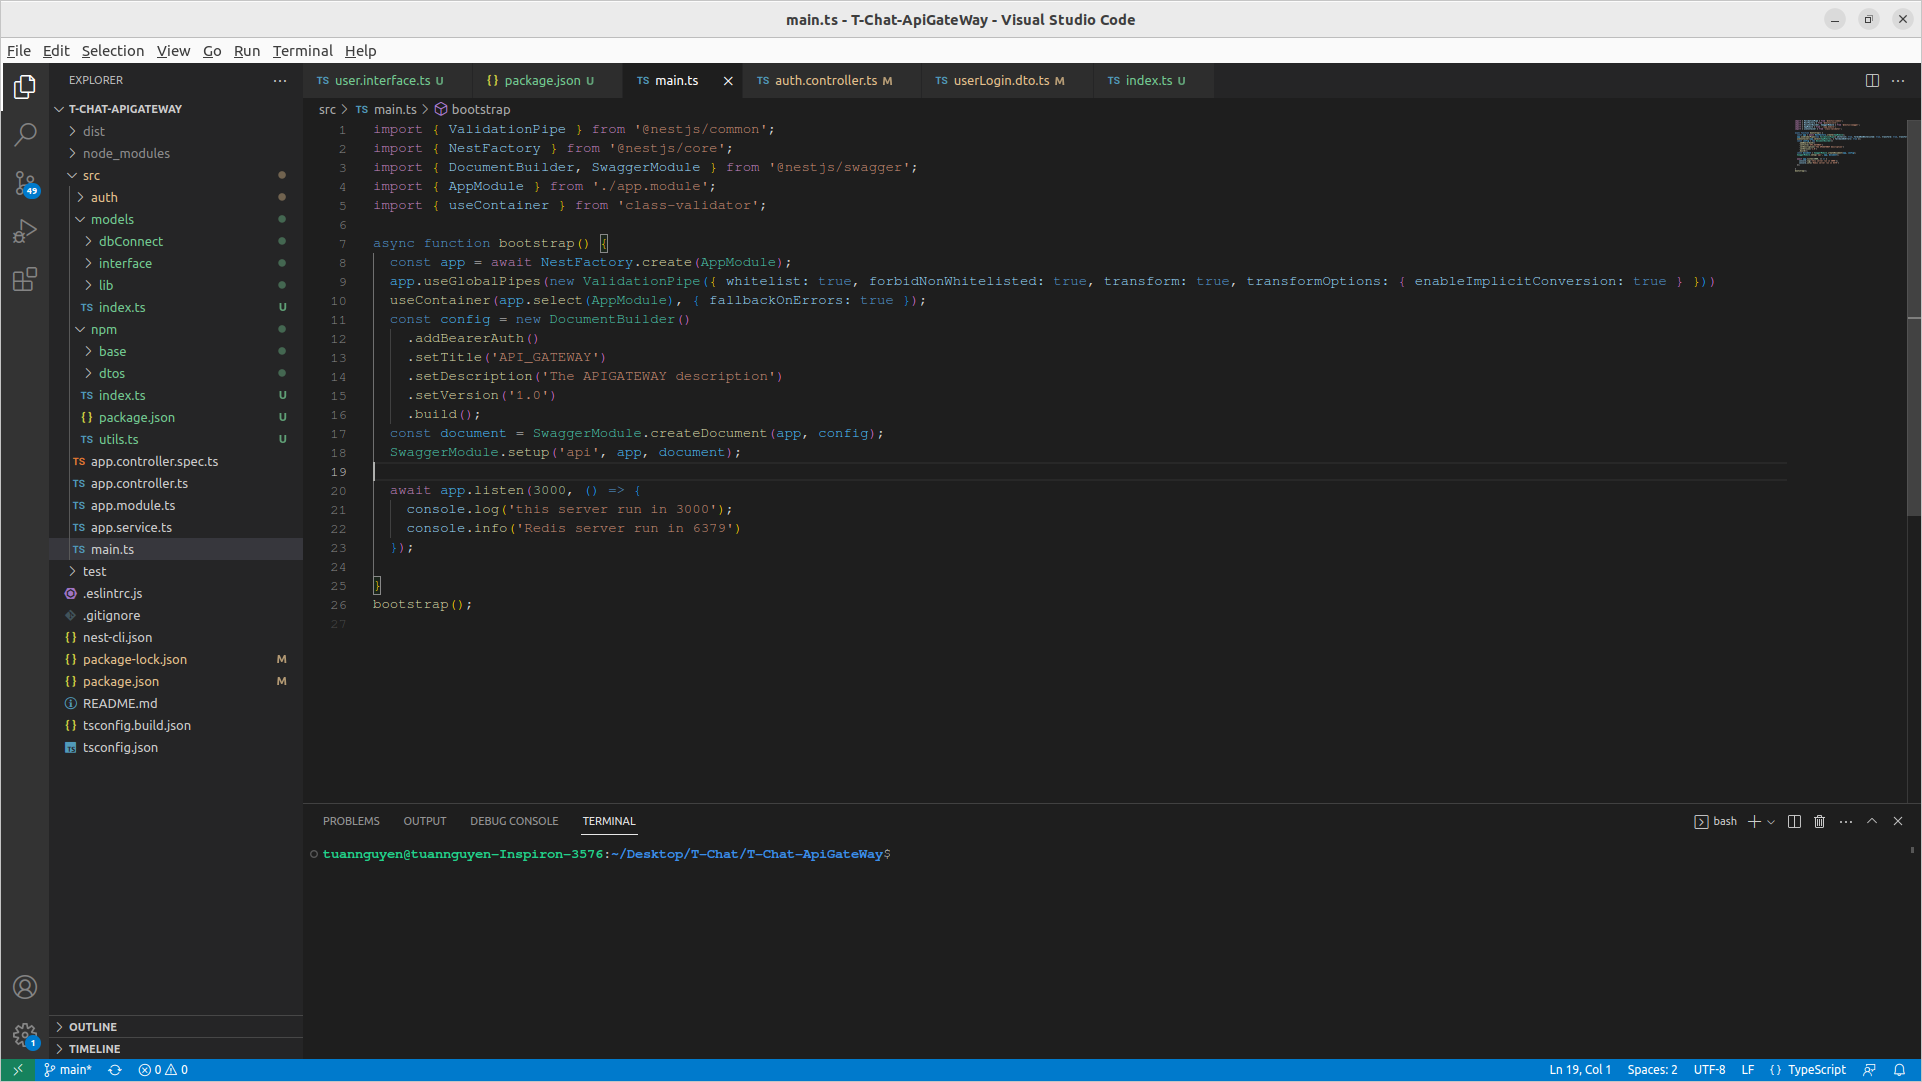 main.ts - T-Chat-ApiGateWay - Visual Studio Code
File Edit Selection View Go Run Terminal Help
EXPLORER
T-CHAT-APIGATEWAY
dist
node_modules
src
auth
models
dbConnect
interface
lib
TS index.ts U
npm
base
dtos
TS index.ts U
{} package.json U
TS utils.ts U
TS app.controller.spec.ts
TS app.controller.ts
TS app.module.ts
TS app.service.ts
TS main.ts
test
.eslintrc.js
.gitignore
{} nest-cli.json
{} package-lock.json M
{} package.json M
README.md
{} tsconfig.build.json
TS tsconfig.json
OUTLINE
TIMELINE
49
1
TS user.interface.ts U {} package.json U TS main.ts TS auth.controller.ts M TS userLogin.dto.ts M TS index.ts U
src > TS main.ts > bootstrap
1 import { ValidationPipe } from '@nestjs/common';
2 import { NestFactory } from '@nestjs/core';
3 import { DocumentBuilder, SwaggerModule } from '@nestjs/swagger';
4 import { AppModule } from './app.module';
5 import { useContainer } from 'class-validator';
6
7 async function bootstrap() {
8 const app = await NestFactory.create(AppModule);
9 app.useGlobalPipes(new ValidationPipe({ whitelist: true, forbidNonWhitelisted: true, transform: true, transformOptions: { enableImplicitConversion: true } }))
10 useContainer(app.select(AppModule), { fallbackOnErrors: true });
11 const config = new DocumentBuilder()
12 .addBearerAuth()
13 .setTitle('API_GATEWAY')
14 .setDescription('The APIGATEWAY description')
15 .setVersion('1.0')
16 .build();
17 const document = SwaggerModule.createDocument(app, config);
18 SwaggerModule.setup('api', app, document);
19
20 await app.listen(3000, () => {
21 console.log('this server run in 3000');
22 console.info('Redis server run in 6379')
23 });
24
25 }
26 bootstrap();
27
PROBLEMS OUTPUT DEBUG CONSOLE TERMINAL
bash
tuannguyen@tuannguyen-Inspiron-3576:~/Desktop/T-Chat/T-Chat-ApiGateWay$
main* 0 0 Ln 19, Col 1 Spaces: 2 UTF-8 LF {} TypeScript